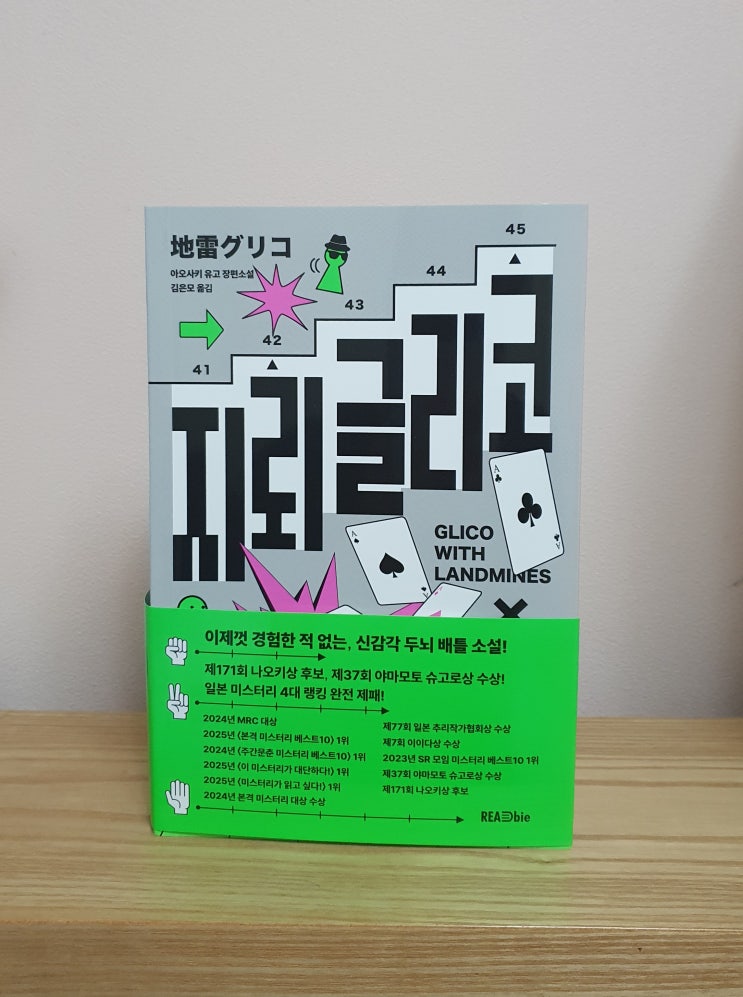 地雷グリコ
아오사키 유고 장편소설
김은모 옮김
41
42
43
44
45
지뢰글리코
GLICO
WITH
LANDMINES
A
A
A
이제껏 경험한 적 없는, 신감각 두뇌 배틀 소설!
제171회 나오키상 후보, 제37회 야마모토 슈고로상 수상!
일본 미스터리 4대 랭킹 완전 제패!
2024년 MRC 대상
2025년 〈본격 미스터리 베스트10〉 1위
2024년 〈주간문춘 미스터리 베스트10〉 1위
2025년 〈이 미스터리가 대단하다!〉 1위
2025년 〈미스터리가 읽고 싶다!〉 1위
2024년 본격 미스터리 대상 수상
제77회 일본 추리작가협회상 수상
제7회 이이다상 수상
2023년 SR 모임 미스터리 베스트10 1위
제37회 야마모토 슈고로상 수상
제171회 나오키상 후보
READbie